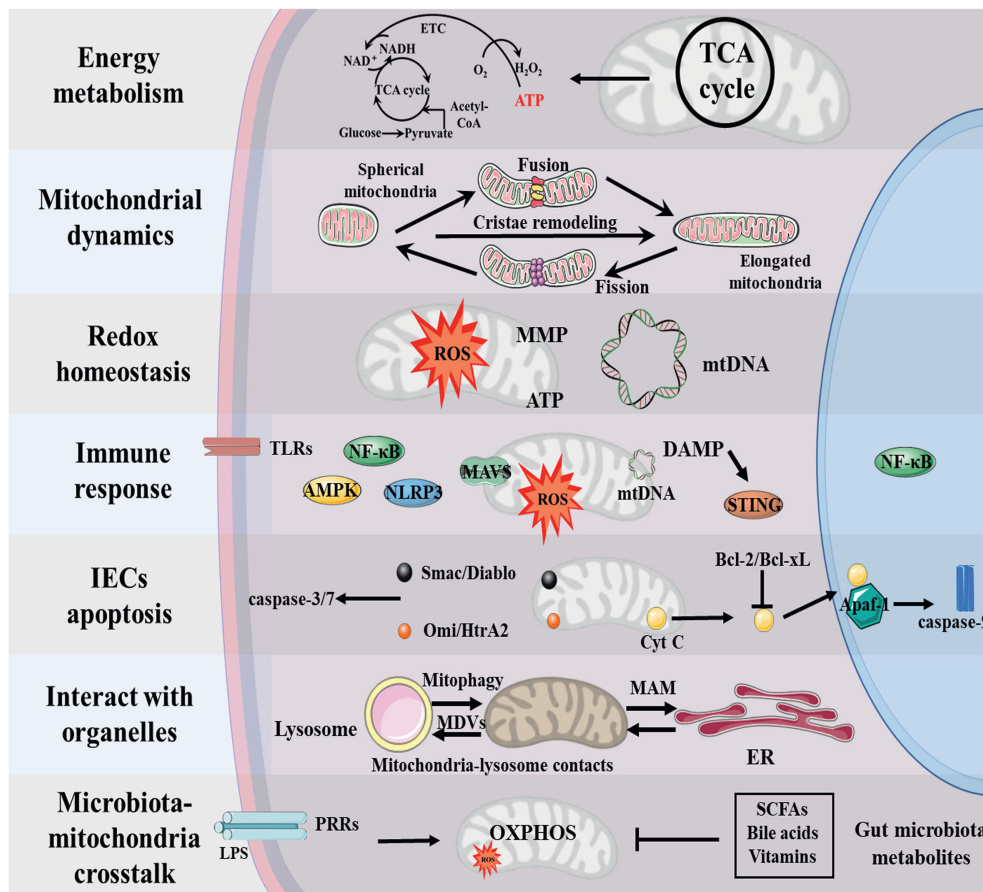 Energy
metabolism
ETC
NADH
NAD+
TCA cycle
O2
H2O2
ATP
Acetyl-
CoA
Glucose
Pyruvate
TCA
cycle
Mitochondrial
dynamics
Spherical
mitochondria
Fusion
Cristae remodeling
Fission
Elongated
mitochondria
Redox
homeostasis
ROS
MMP
ATP
mtDNA
Immune
response
TLRs
NF-κB
AMPK
NLRP3
MAVS
ROS
mtDNA
DAMP
STING
NF-κB
IECs
apoptosis
caspase-3/7
Smac/Diablo
Omi/HtrA2
Cyt C
Bcl-2/Bcl-xL
Apaf-1
caspase-9
Interact with
organelles
Lysosome
Mitophagy
MDVs
Mitochondria-lysosome contacts
MAM
ER
Microbiota-
mitochondria
crosstalk
LPS
PRRs
OXPHOS
ROS
SCFAs
Bile acids
Vitamins
Gut microbiota
metabolites